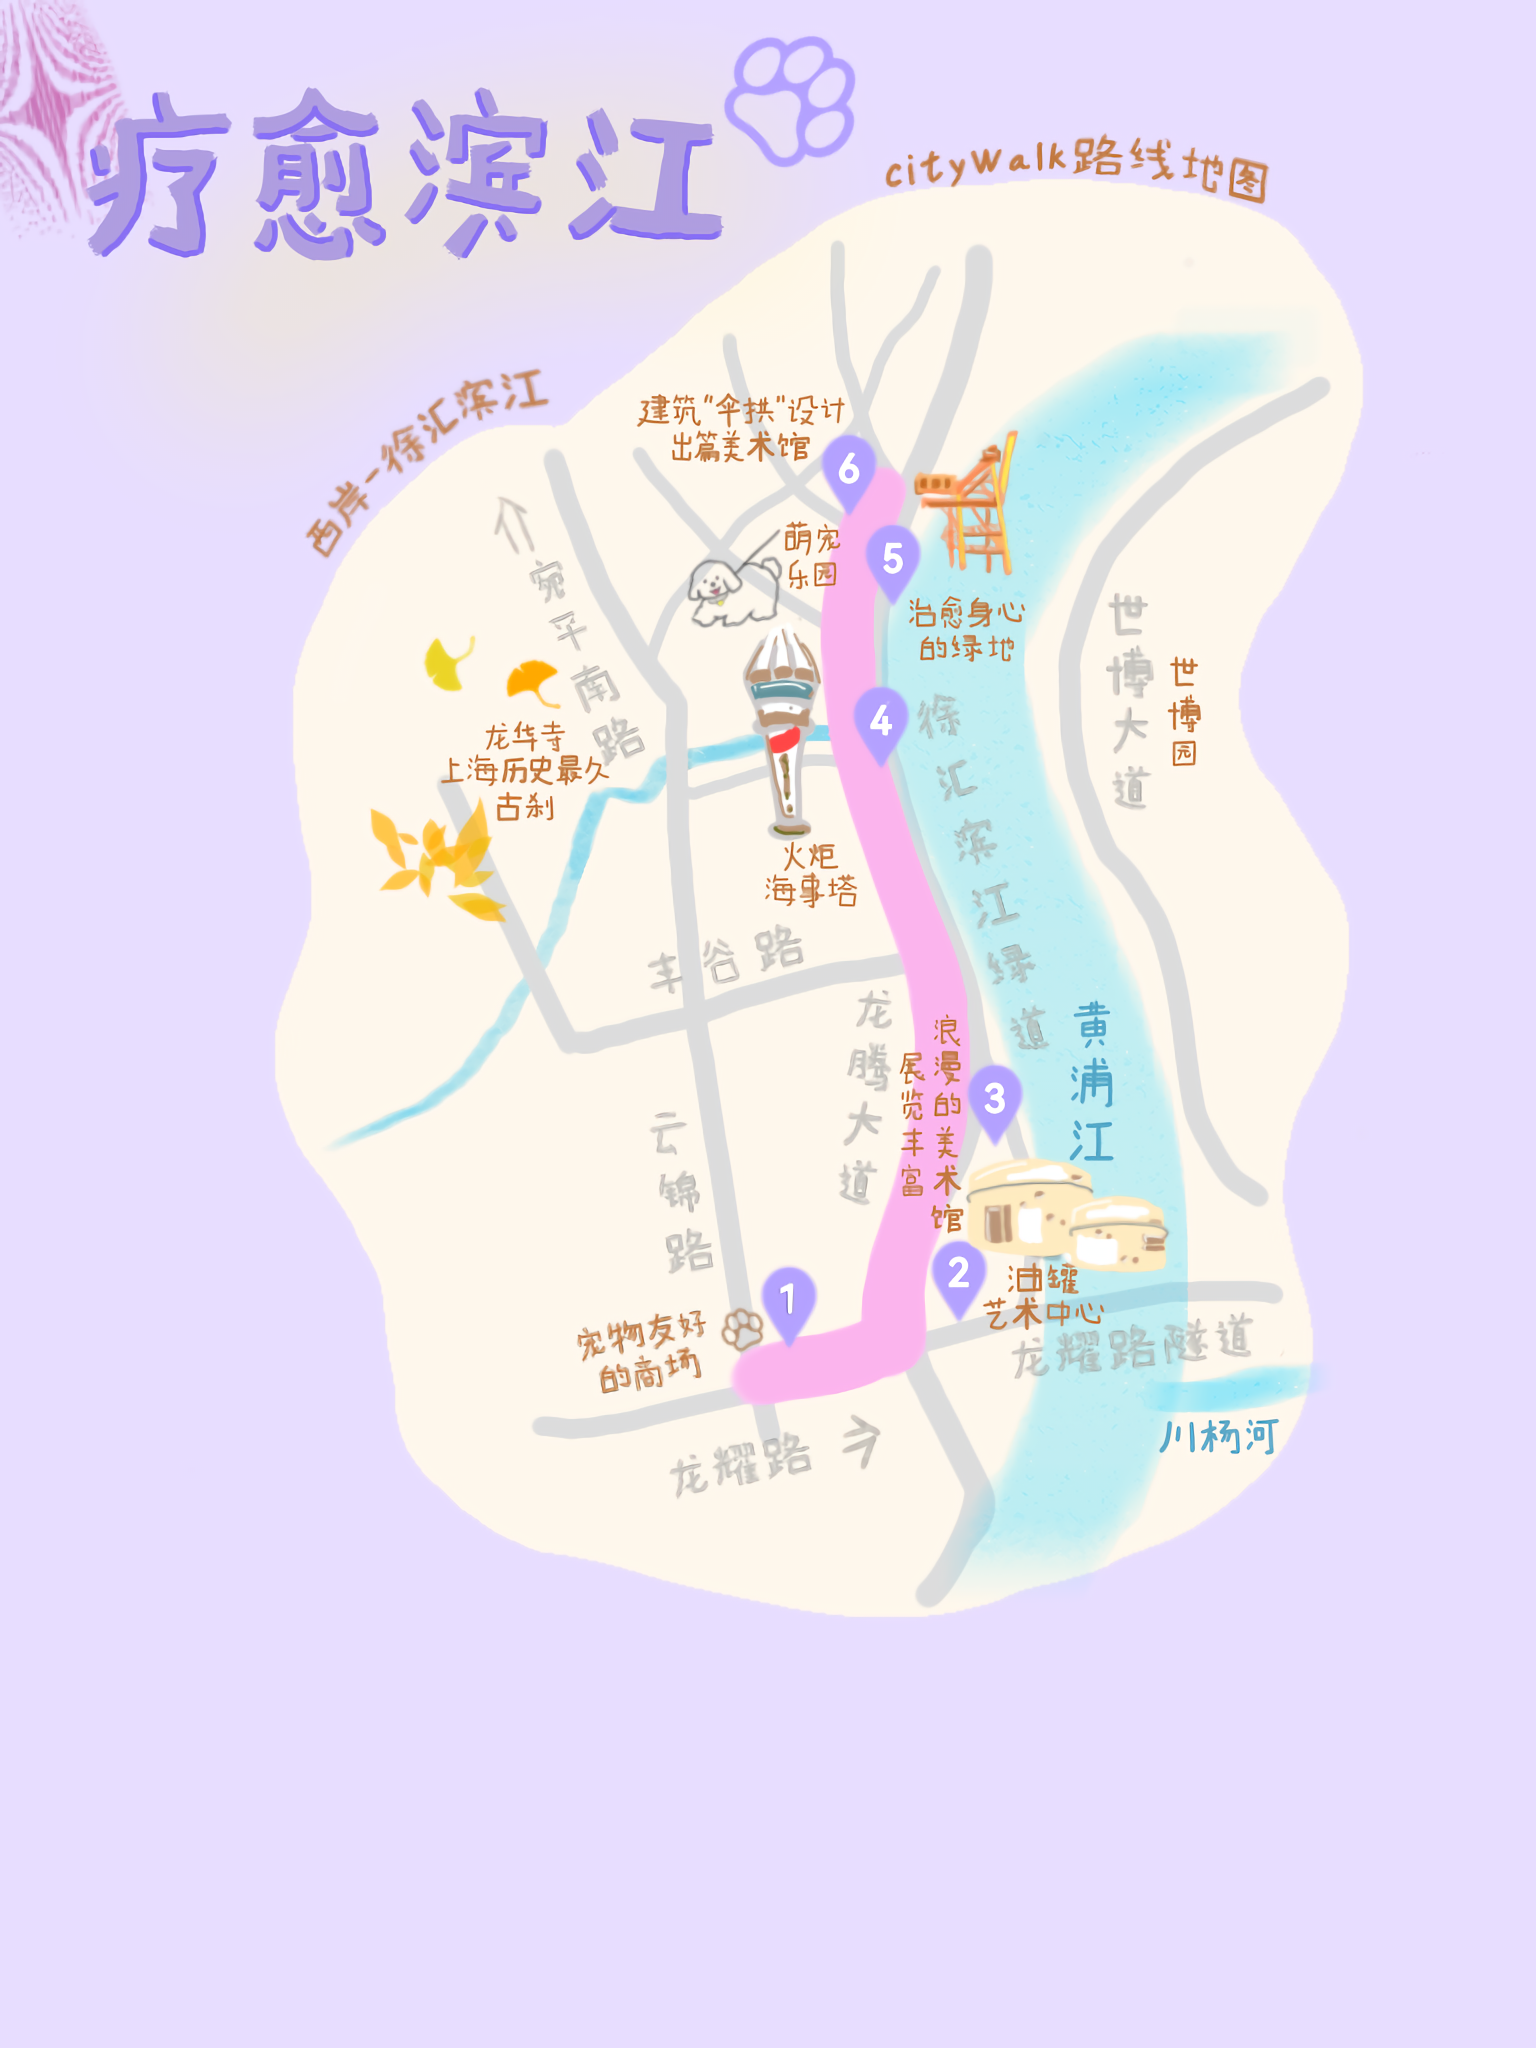 疗愈滨江
cityWalk路线地图
西岸-徐汇滨江
建筑“伞拱”设计
出篇美术馆
6
萌宠
乐园
5
治愈身心
的绿地
宛平南路
世博大道
世博园
龙华寺
上海历史最久
古刹
4
徐汇滨江绿道
火炬
海事塔
丰谷路
龙腾大道
浪漫的美术馆
展览丰富
黄浦江
3
云锦路
2
油罐
艺术中心
1
宠物友好
的商场
龙耀路隧道
川杨河
龙耀路